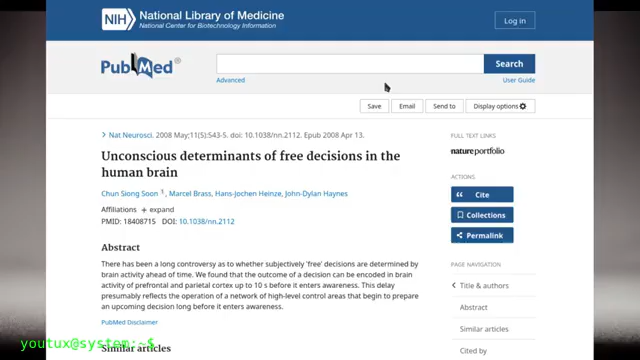 NIH National Library of Medicine
National Center for Biotechnology Information
Log in
PubMed®
Search
Advanced
User Guide
Save
Email
Send to
Display options
Nat Neurosci. 2008 May;11(5):543-5. doi: 10.1038/nn.2112. Epub 2008 Apr 13.
Unconscious determinants of free decisions in the
human brain
Chun Siong Soon 1, Marcel Brass, Hans-Jochen Heinze, John-Dylan Haynes
Affiliations + expand
PMID: 18408715 DOI: 10.1038/nn.2112
Abstract
There has been a long controversy as to whether subjectively 'free' decisions are determined by
brain activity ahead of time. We found that the outcome of a decision can be encoded in brain
activity of prefrontal and parietal cortex up to 10 s before it enters awareness. This delay
presumably reflects the operation of a network of high-level control areas that begin to prepare
an upcoming decision long before it enters awareness.
PubMed Disclaimer
Similar articles
FULL TEXT LINKS
nature portfolio
ACTIONS
Cite
Collections
Permalink
PAGE NAVIGATION
Title & authors
Abstract
Similar articles
Cited by
youtux@system:~$